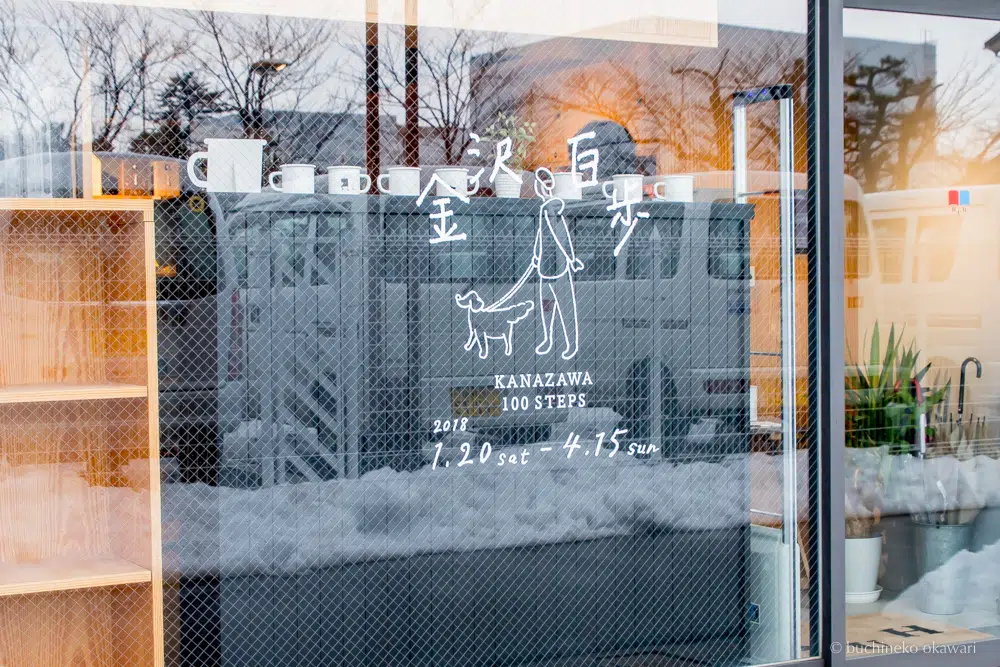 金沢百歩
KANAZAWA
100 STEPS
2018
1.20 sat - 4.15 sun
H
© buchineko okawari